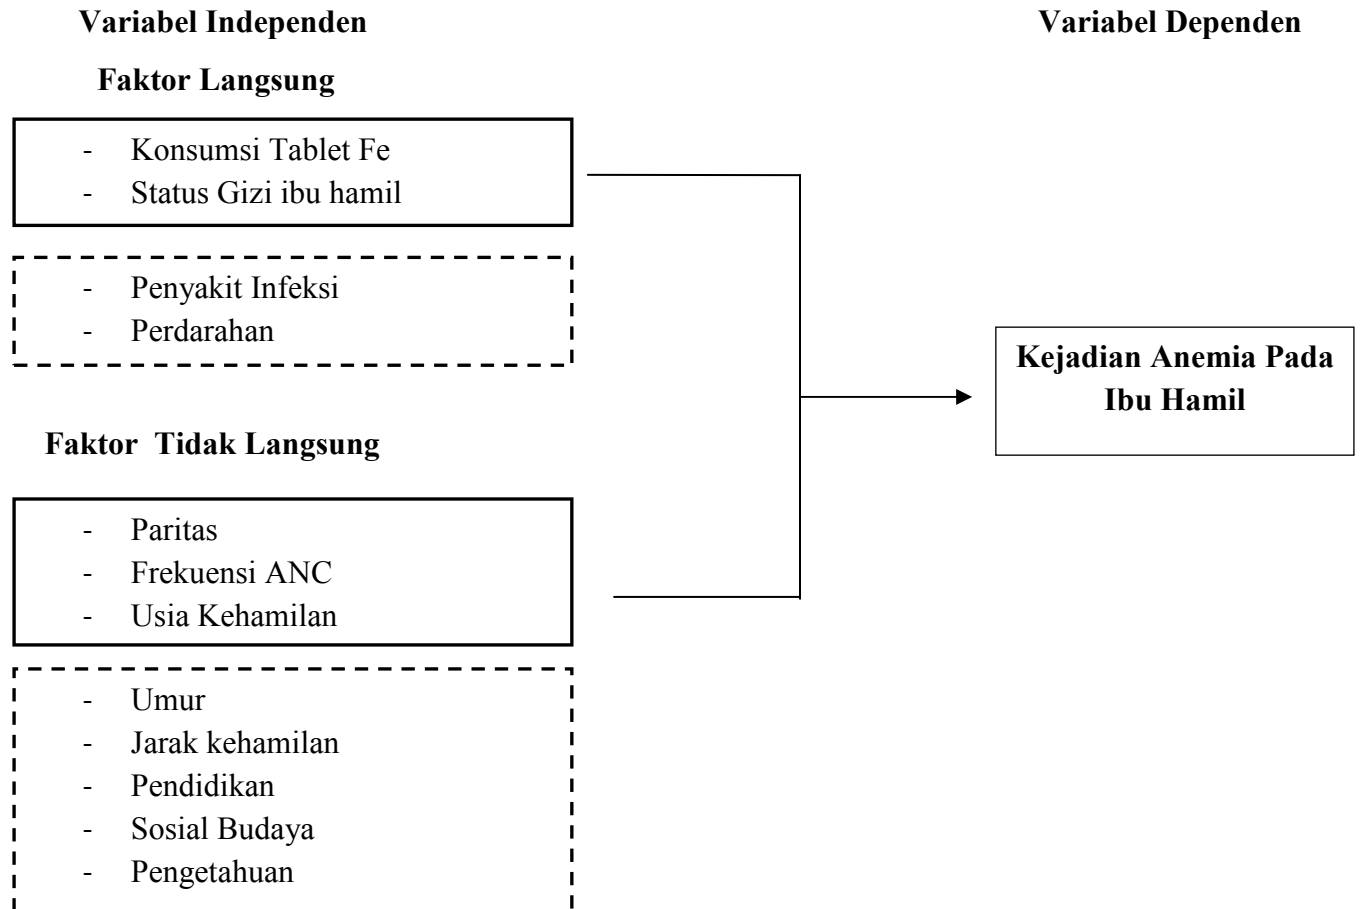 Variabel Independen
Variabel Dependen
Faktor Langsung
- Konsumsi Tablet Fe
- Status Gizi ibu hamil
- Penyakit Infeksi
- Perdarahan
Kejadian Anemia Pada
Ibu Hamil
Faktor Tidak Langsung
- Paritas
- Frekuensi ANC
- Usia Kehamilan
- Umur
- Jarak kehamilan
- Pendidikan
- Sosial Budaya
- Pengetahuan